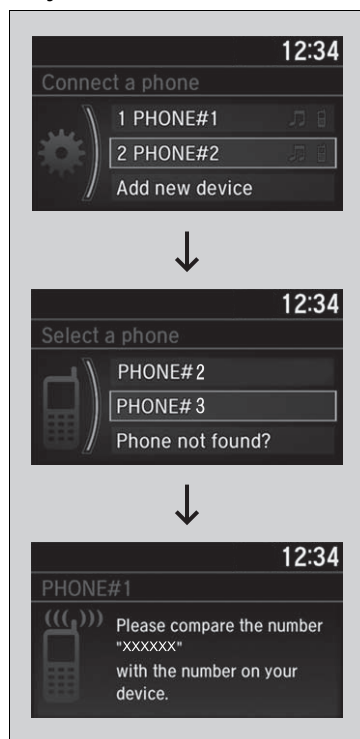 12:34
Connect a phone
1 PHONE#1
2 PHONE#2
Add new device
12:34
Select a phone
PHONE#2
PHONE#3
Phone not found?
12:34
PHONE#1
Please compare the number
"XXXXXX"
with the number on your
device.